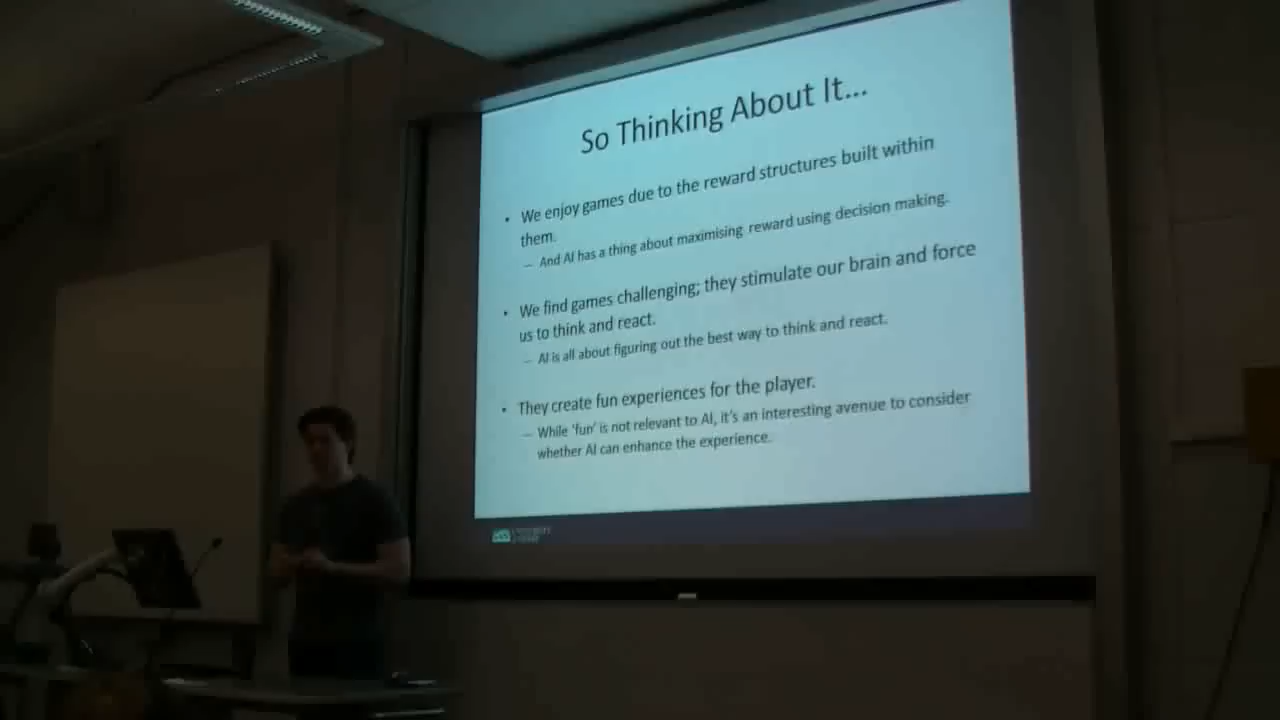 So Thinking About It...
• We enjoy games due to the reward structures built within
them.
– And AI has a thing about maximising reward using decision making.
• We find games challenging; they stimulate our brain and force
us to think and react.
– AI is all about figuring out the best way to think and react.
• They create fun experiences for the player.
– While ‘fun’ is not relevant to AI, it’s an interesting avenue to consider
whether AI can enhance the experience.